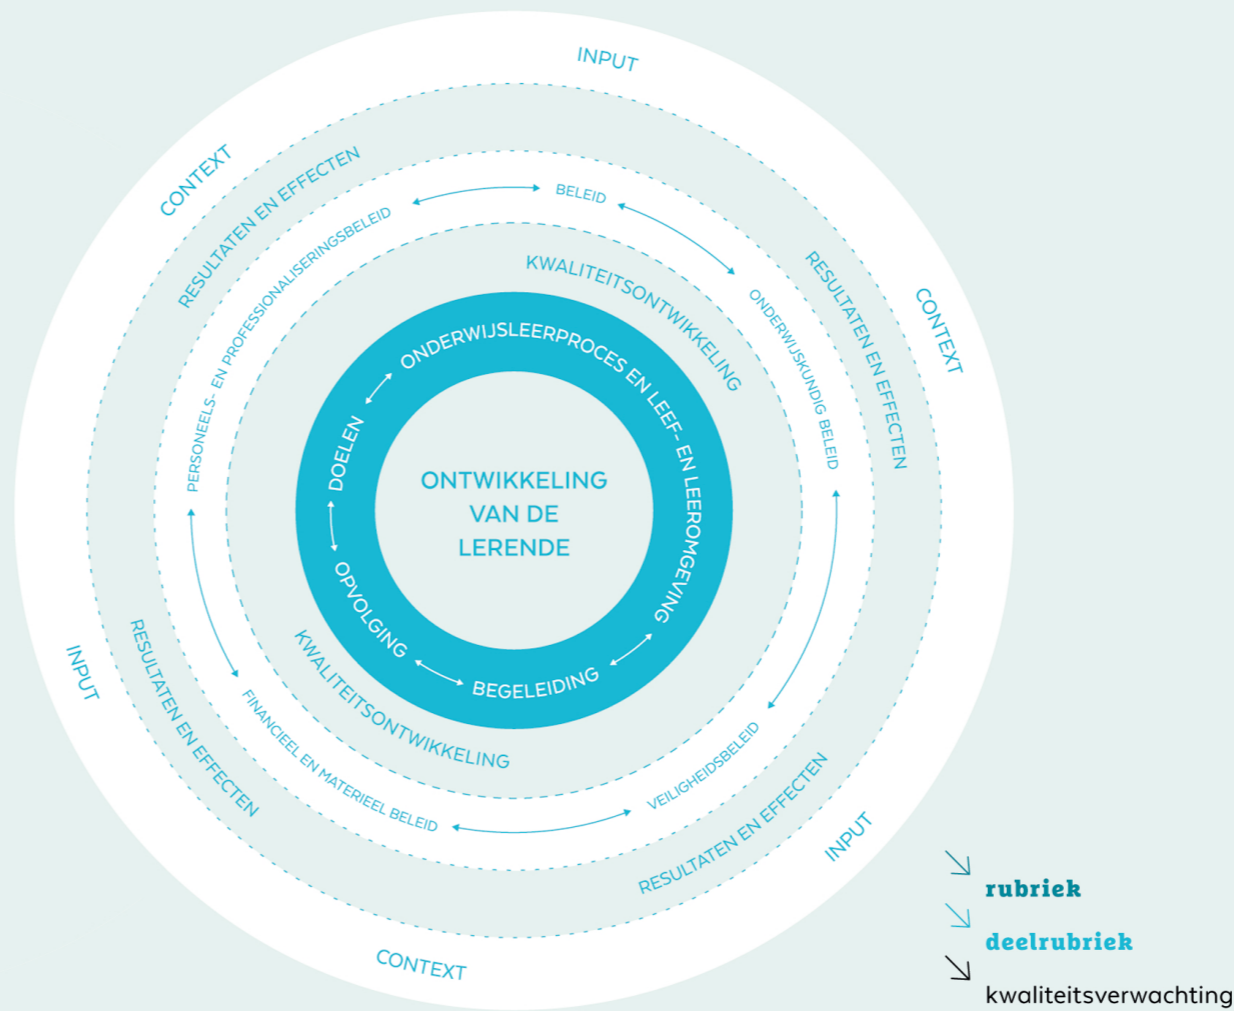 INPUT
CONTEXT
RESULTATEN EN EFFECTEN
BELEID
PERSONEELS- EN PROFESSIONALISERINGSBELEID
KWALITEITSONTWIKKELING
RESULTATEN EN EFFECTEN
CONTEXT
ONDERWIJSKUNDIG BELEID
ONDERWIJSLEERPROCES EN LEEF- EN LEEROMGEVING
DOELEN
ONTWIKKELING
VAN DE
LERENDE
OPVOLGING
BEGELEIDING
KWALITEITSONTWIKKELING
INPUT
RESULTATEN EN EFFECTEN
FINANCIEEL EN MATERIEEL BELEID
VEILIGHEIDSBELEID
RESULTATEN EN EFFECTEN
INPUT
CONTEXT
rubriek
deelrubriek
kwaliteitsverwachting